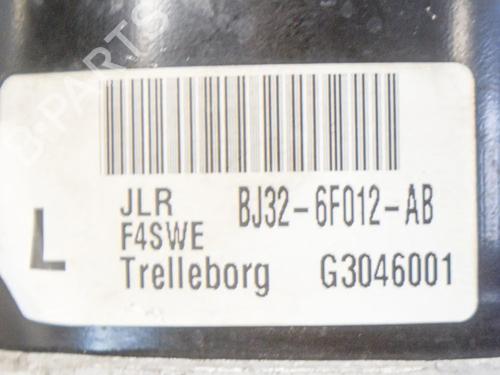 B-PARTS
L
JLR BJ32-6F012-AB
F4SWE
Trelleborg G3046001